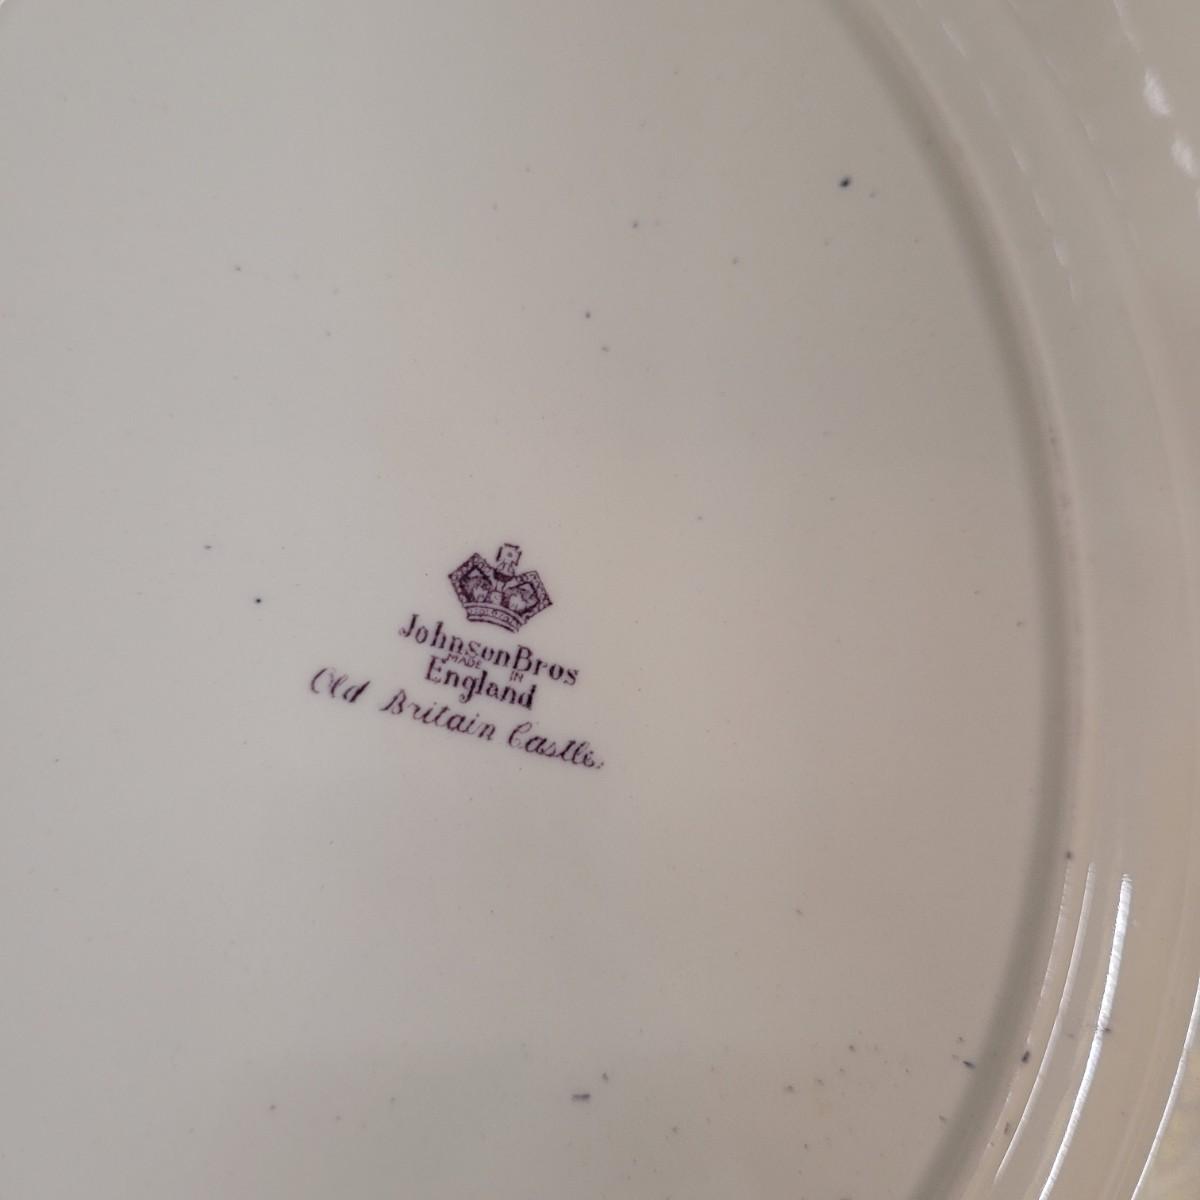 Johnson Bros
MADE IN
England
Old Britain Castle.